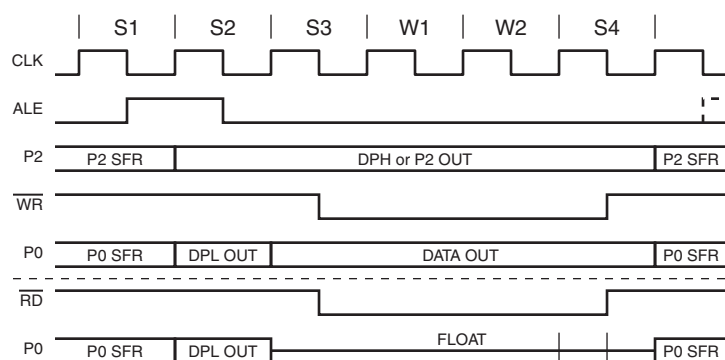 S1 S2 S3 W1 W2 S4
CLK
ALE
P2 P2 SFR DPH or P2 OUT P2 SFR
WR
P0 P0 SFR DPL OUT DATA OUT P0 SFR
RD
FLOAT
P0 P0 SFR DPL OUT P0 SFR